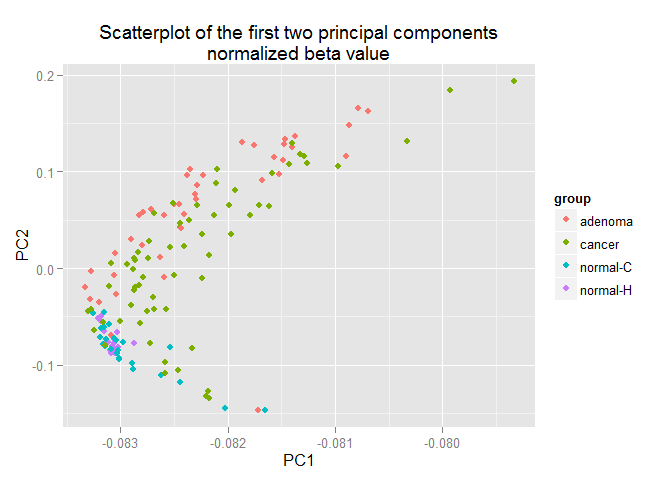 Scatterplot of the first two principal components
normalized beta value
0.2
0.1
0.0
-0.1
PC2
-0.083
-0.082
-0.081
-0.080
PC1
group
adenoma
cancer
normal-C
normal-H